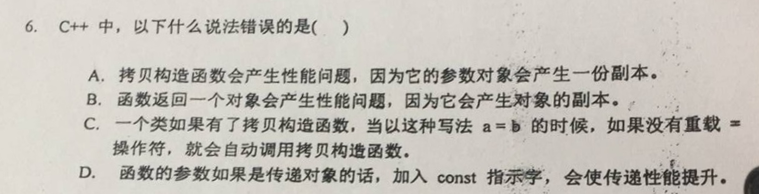 6. C++ 中，以下什么说法错误的是( )
A. 拷贝构造函数会产生性能问题，因为它的参数对象会产生一份副本。
B. 函数返回一个对象会产生性能问题，因为它会产生对象的副本。
C. 一个类如果有了拷贝构造函数，当以这种写法 a=b 的时候，如果没有重载 =
操作符，就会自动调用拷贝构造函数。
D. 函数的参数如果是传递对象的话，加入 const 指示字，会使传递性能提升。